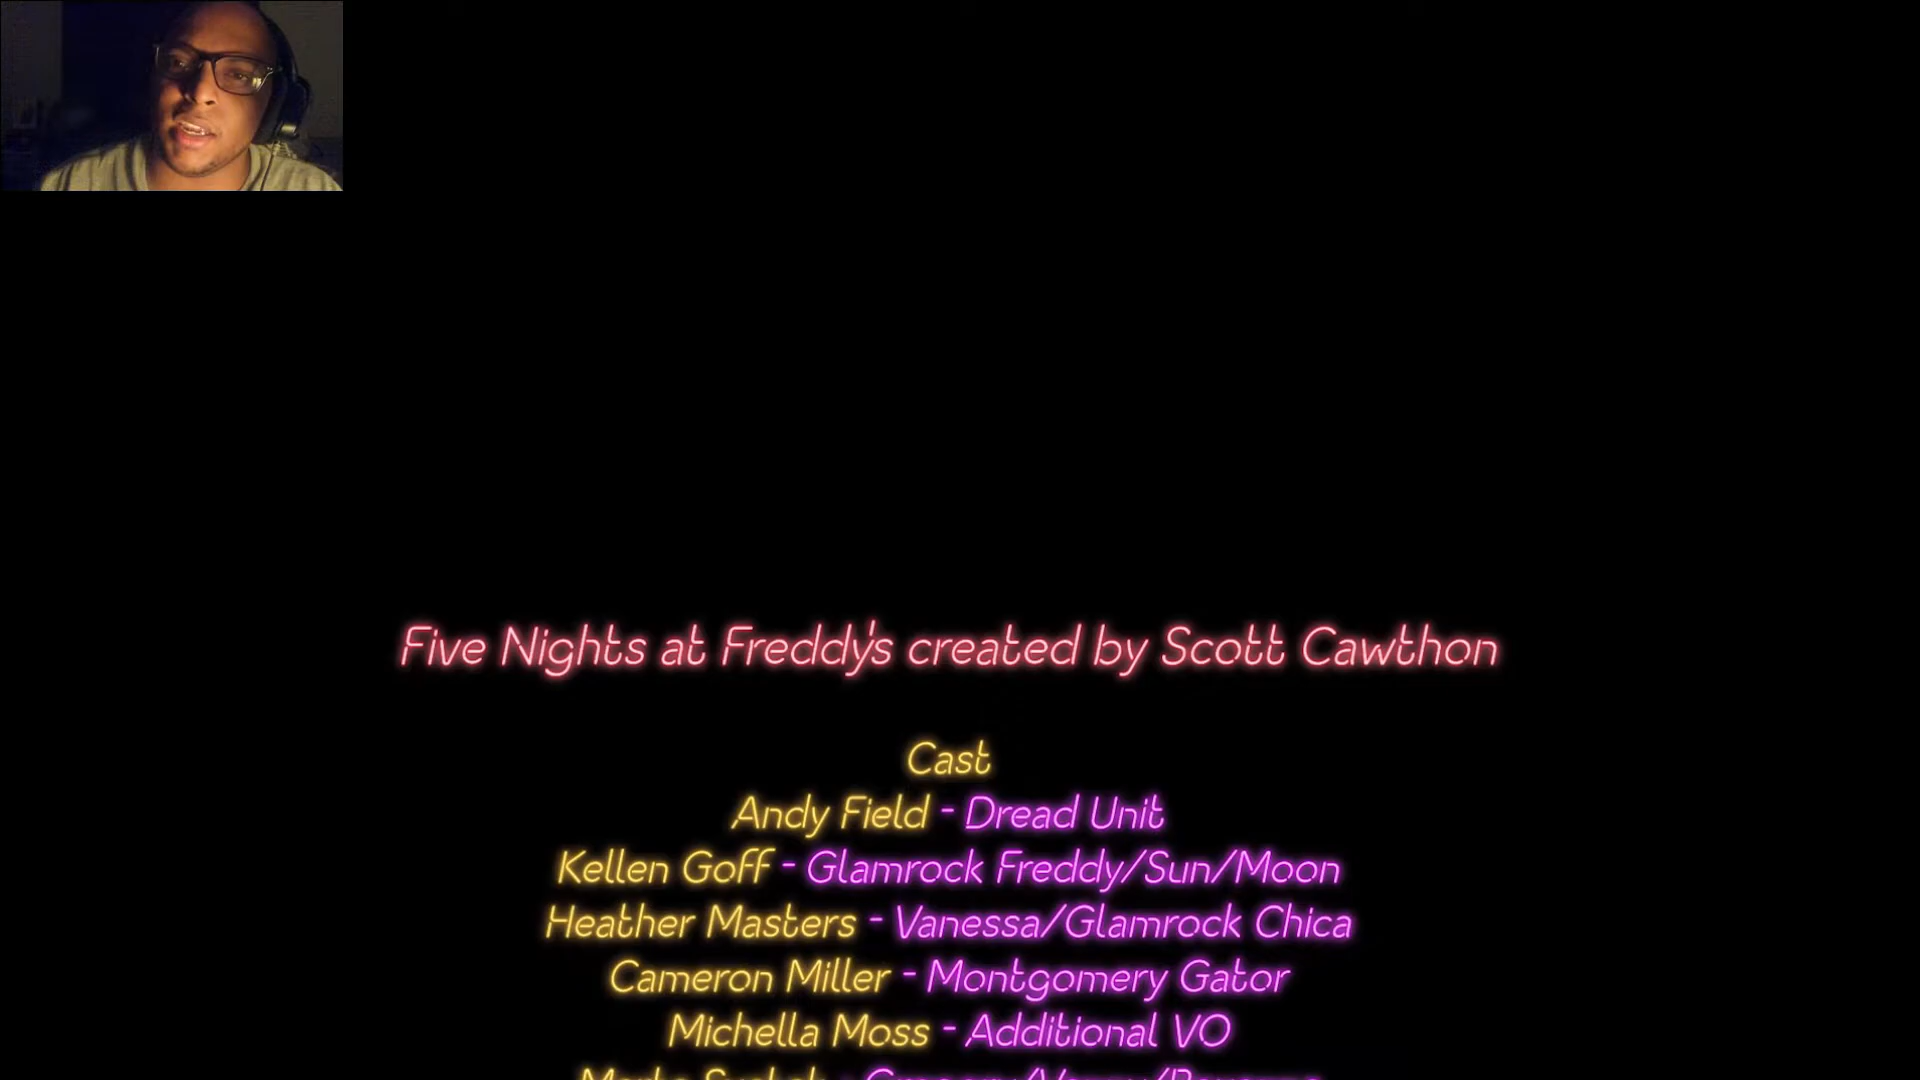 Five Nights at Freddy's created by Scott Cawthon
Cast
Andy Field - Dread Unit
Kellen Goff - Glamrock Freddy/Sun/Moon
Heather Masters - Vanessa/Glamrock Chica
Cameron Miller - Montgomery Gator
Michella Moss - Additional VO